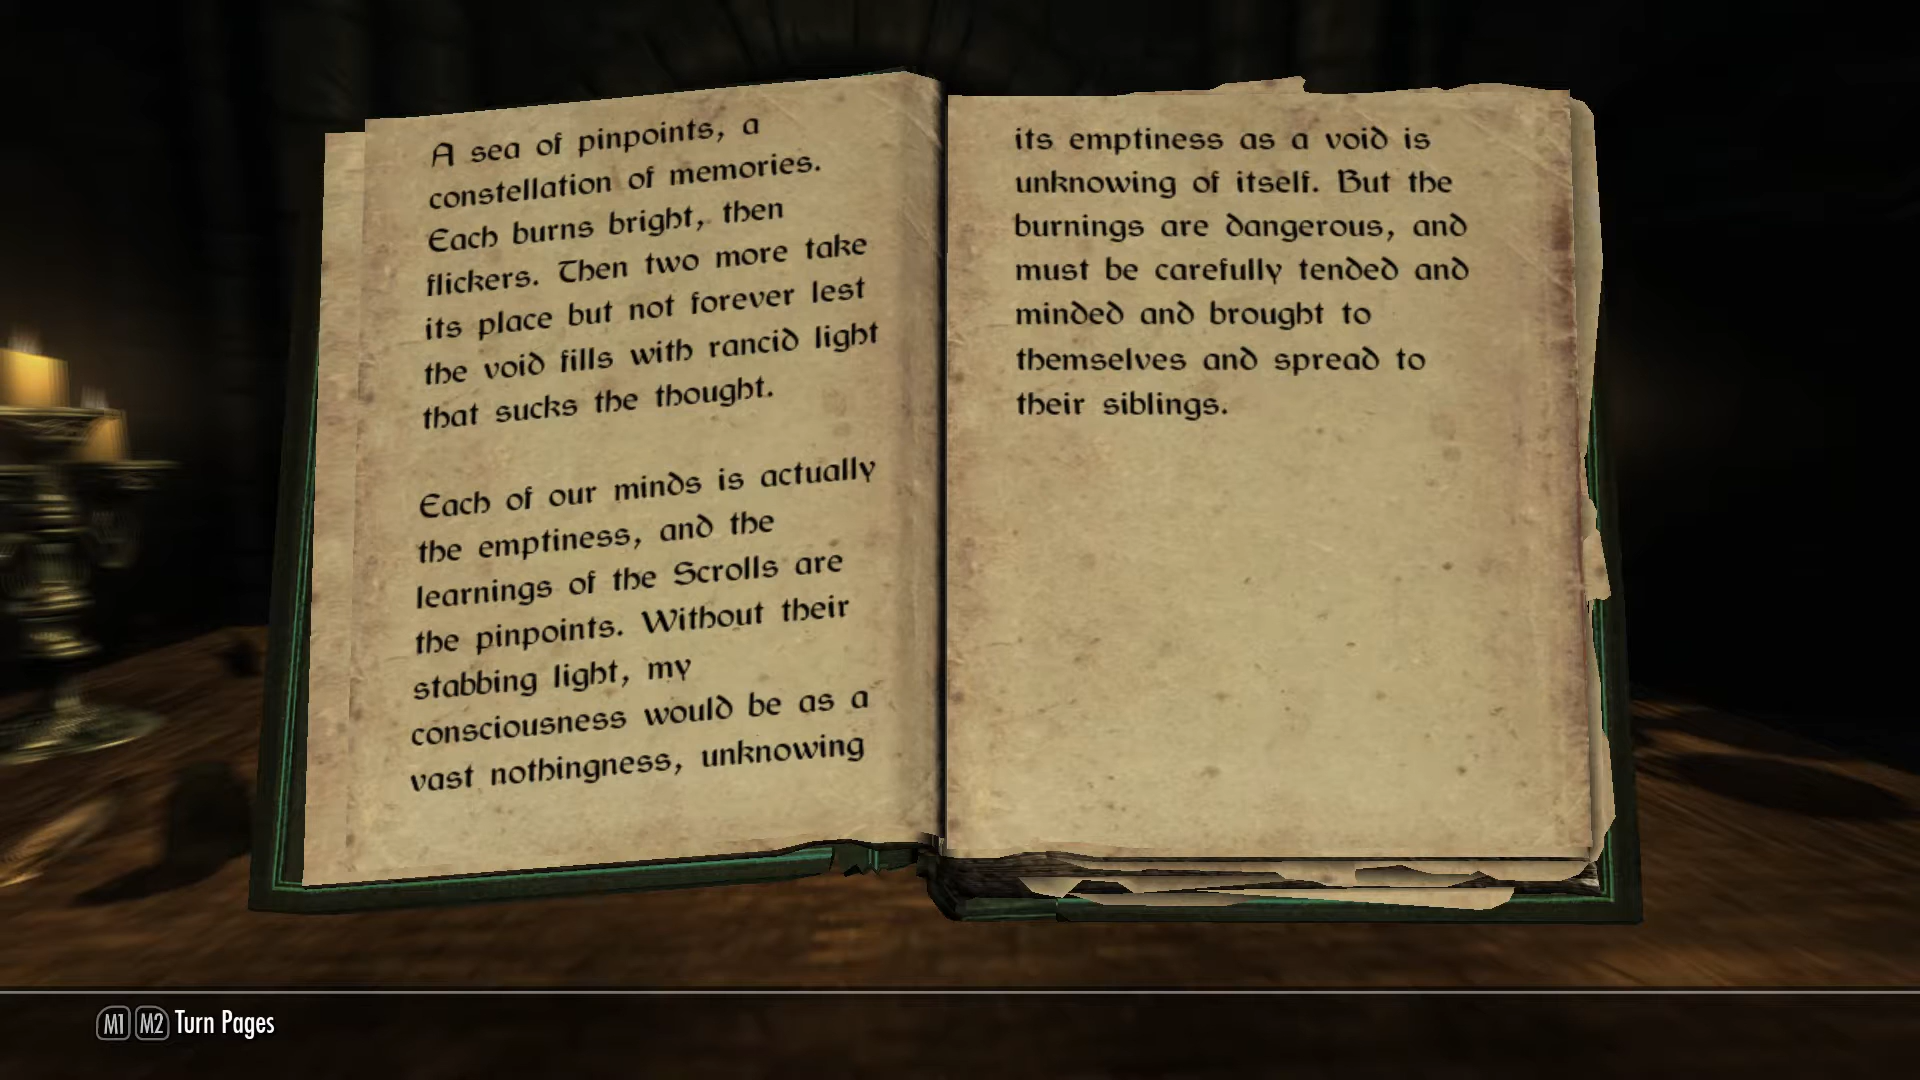 A sea of pinpoints, a
constellation of memories.
Each burns bright, then
flickers. Then two more take
its place but not forever lest
the void fills with rancid light
that sucks the thought.
Each of our minds is actually
the emptiness, and the
learnings of the Scrolls are
the pinpoints. Without their
stabbing light, my
consciousness would be as a
vast nothingness, unknowing
its emptiness as a void is
unknowing of itself. But the
burnings are dangerous, and
must be carefully tended and
minded and brought to
themselves and spread to
their siblings.
M1 M2 Turn Pages